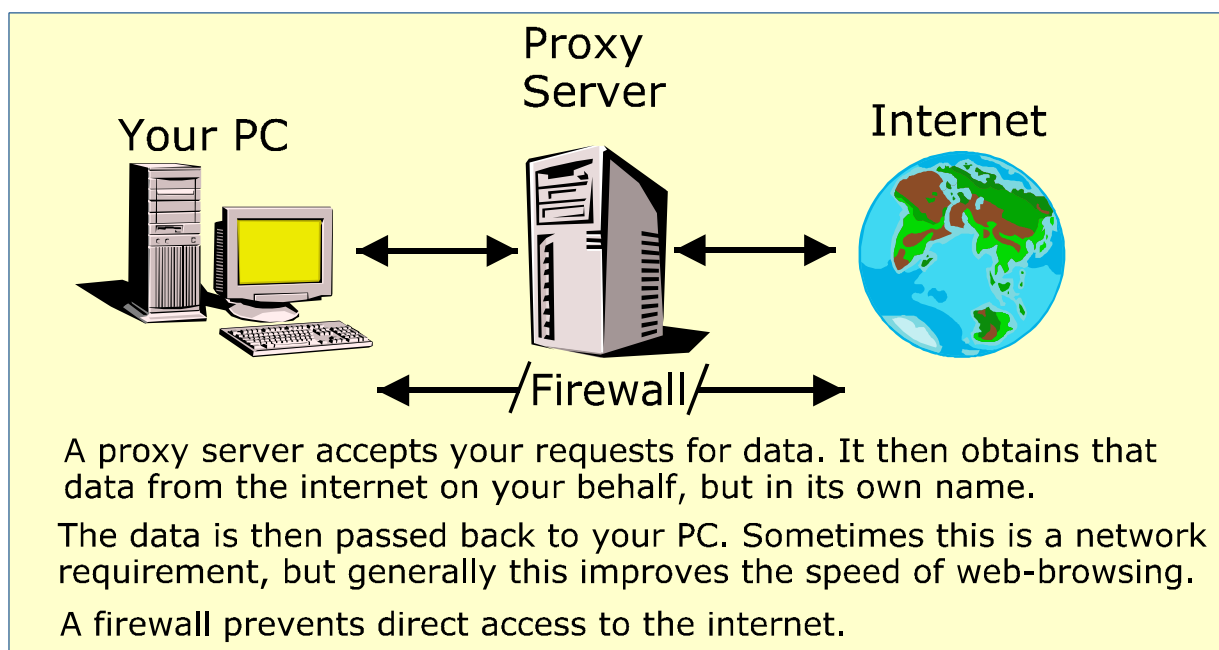 Proxy
Server
Your PC
Internet
/Firewall/
A proxy server accepts your requests for data. It then obtains that
data from the internet on your behalf, but in its own name.
The data is then passed back to your PC. Sometimes this is a network
requirement, but generally this improves the speed of web-browsing.
A firewall prevents direct access to the internet.